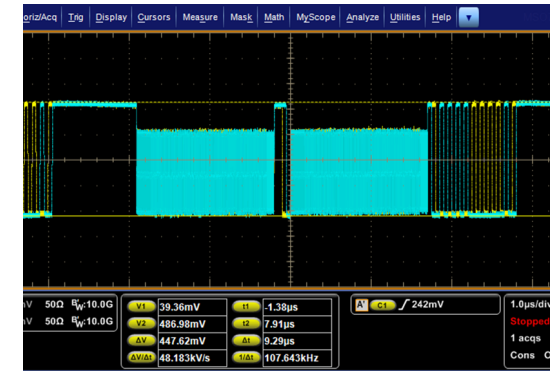 oriz/Acq Trig Display Cursors Measure Mask Math MyScope Analyze Utilities Help
50Ω BW:10.0G
50Ω BW:10.0G
V1 39.36mV
V2 486.98mV
ΔV 447.62mV
ΔV/Δt 48.183kV/s
t1 -1.38µs
t2 7.91µs
Δt 9.29µs
1/Δt 107.643kHz
A' C1 242mV
1.0µs/div
Stopped
1 acqs
Cons